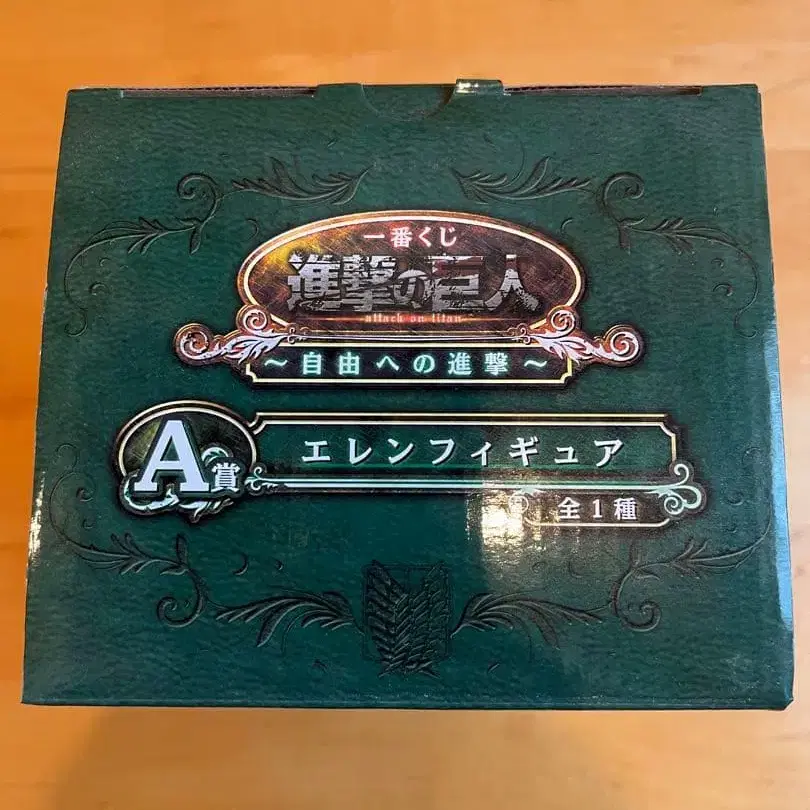 一番くじ
進撃の巨人
attack on titan
～自由への進撃～
A賞
エレンフィギュア
全1種